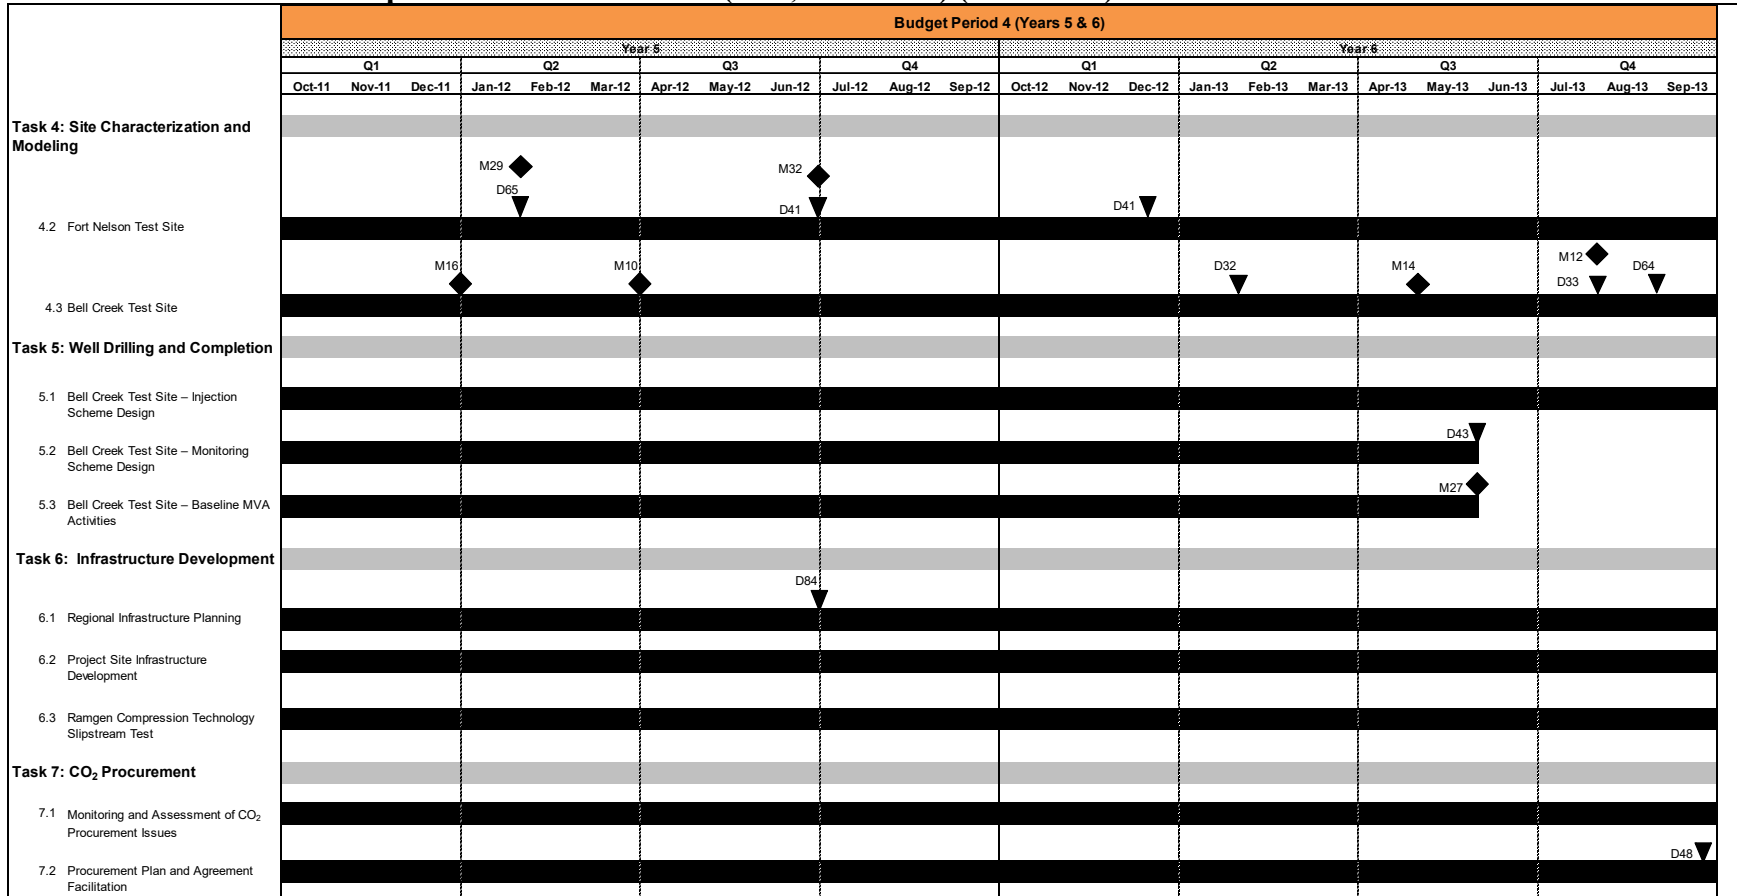 Budget Period 4 (Years 5 & 6)
Year 5 Year 6
Q1 Q2 Q3 Q4 Q1 Q2 Q3 Q4
Oct-11 Nov-11 Dec-11 Jan-12 Feb-12 Mar-12 Apr-12 May-12 Jun-12 Jul-12 Aug-12 Sep-12 Oct-12 Nov-12 Dec-12 Jan-13 Feb-13 Mar-13 Apr-13 May-13 Jun-13 Jul-13 Aug-13 Sep-13
Task 4: Site Characterization and
Modeling
M29 M32
D65
D41 D41
4.2 Fort Nelson Test Site
M12
M16 M10 D32 M14 D64
D33
4.3 Bell Creek Test Site
Task 5: Well Drilling and Completion
5.1 Bell Creek Test Site – Injection
Scheme Design
D43
5.2 Bell Creek Test Site – Monitoring
Scheme Design
M27
5.3 Bell Creek Test Site – Baseline MVA
Activities
Task 6: Infrastructure Development
D84
6.1 Regional Infrastructure Planning
6.2 Project Site Infrastructure
Development
6.3 Ramgen Compression Technology
Slipstream Test
Task 7: CO2 Procurement
7.1 Monitoring and Assessment of CO2
Procurement Issues
D48
7.2 Procurement Plan and Agreement
Facilitation